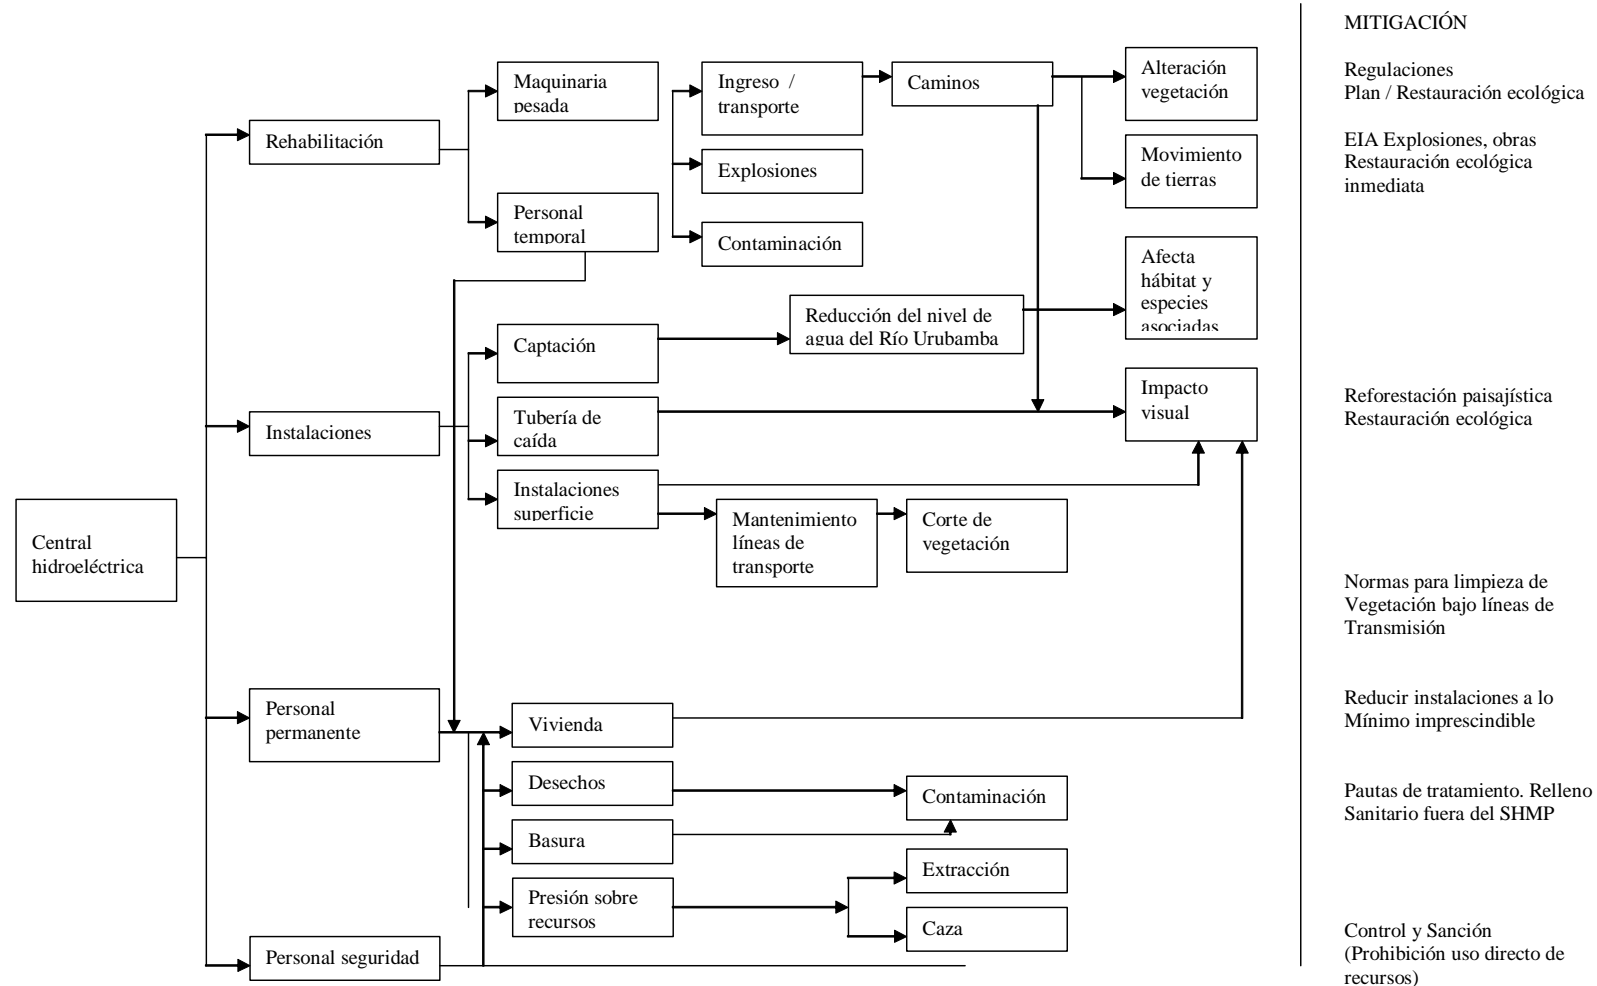 MITIGACIÓN
Maquinaria
pesada
Ingreso /
transporte
Caminos
Alteración
vegetación
Regulaciones
Plan / Restauración ecológica
Rehabilitación
Explosiones
Movimiento
de tierras
EIA Explosiones, obras
Restauración ecológica
inmediata
Personal
temporal
Contaminación
Afecta
hábitat y
especies
asociadas
Captación
Reducción del nivel de
agua del Río Urubamba
Instalaciones
Tubería de
caída
Impacto
visual
Reforestación paisajística
Restauración ecológica
Instalaciones
superficie
Mantenimiento
líneas de
transporte
Corte de
vegetación
Central
hidroeléctrica
Normas para limpieza de
Vegetación bajo líneas de
Transmisión
Personal
permanente
Vivienda
Reducir instalaciones a lo
Mínimo imprescindible
Desechos
Contaminación
Pautas de tratamiento. Relleno
Sanitario fuera del SHMP
Basura
Extracción
Presión sobre
recursos
Caza
Personal seguridad
Control y Sanción
(Prohibición uso directo de
recursos)